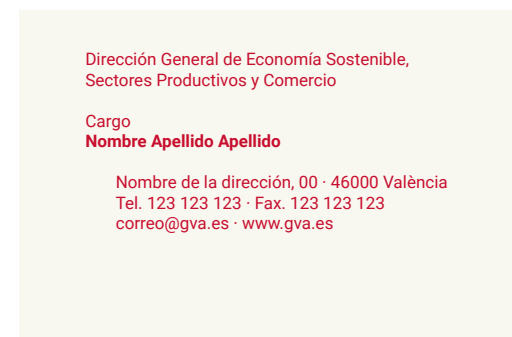 Dirección General de Economía Sostenible,
Sectores Productivos y Comercio
Cargo
Nombre Apellido Apellido
Nombre de la dirección, 00 · 46000 València
Tel. 123 123 123 · Fax. 123 123 123
correo@gva.es · www.gva.es